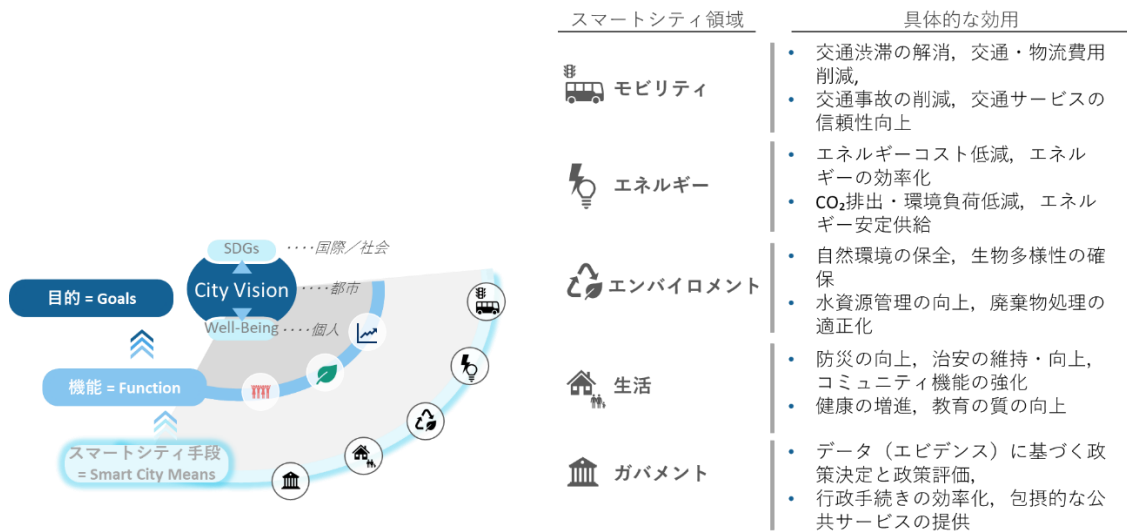 SDGs
････国際／社会
City Vision
････都市
Well-Being
････個人
目的 = Goals
機能 = Function
スマートシティ手段
= Smart City Means
スマートシティ領域
具体的な効用
モビリティ
• 交通渋滞の解消，交通・物流費用
削減,
• 交通事故の削減，交通サービスの
信頼性向上
エネルギー
• エネルギーコスト低減，エネル
ギーの効率化
• CO₂排出・環境負荷低減，エネル
ギー安定供給
エンバイロメント
• 自然環境の保全，生物多様性の確
保
• 水資源管理の向上，廃棄物処理の
適正化
生活
• 防災の向上，治安の維持・向上，
コミュニティ機能の強化
• 健康の増進，教育の質の向上
ガバメント
• データ（エビデンス）に基づく政
策決定と政策評価,
• 行政手続きの効率化，包摂的な公
共サービスの提供